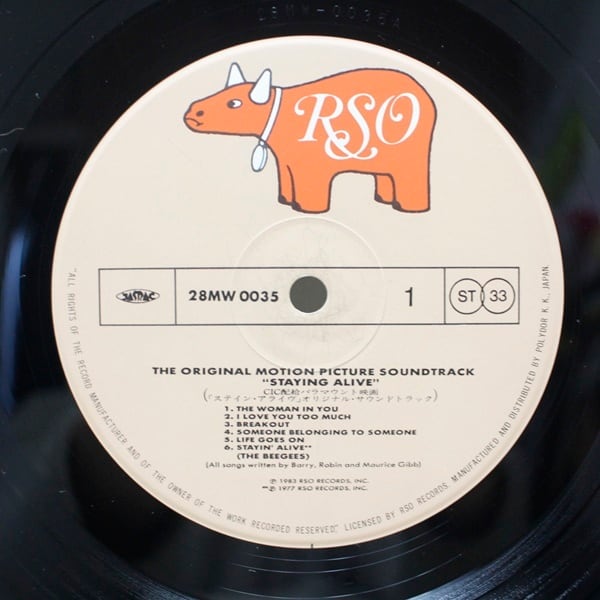 28MW-0035A
RSO
JASRAC
28MW 0035
1
ST 33
THE ORIGINAL MOTION PICTURE SOUNDTRACK
"STAYING ALIVE"
CIC配給パラマウント映画
(「ステイン・アライヴ」オリジナル・サウンドトラック)
1. THE WOMAN IN YOU
2. I LOVE YOU TOO MUCH
3. BREAKOUT
4. SOMEONE BELONGING TO SOMEONE
5. LIFE GOES ON
6. STAYIN' ALIVE**
(THE BEEGEES)
(All songs written by Barry, Robin and Maurice Gibb)
℗ 1983 RSO RECORDS, INC.
**℗ 1977 RSO RECORDS, INC.
"ALL RIGHTS OF THE RECORD MANUFACTURER AND OF THE OWNER OF THE WORK RECORDED RESERVED." LICENSED BY RSO RECORDS. MANUFACTURED AND DISTRIBUTED BY POLYDOR K.K., JAPAN.